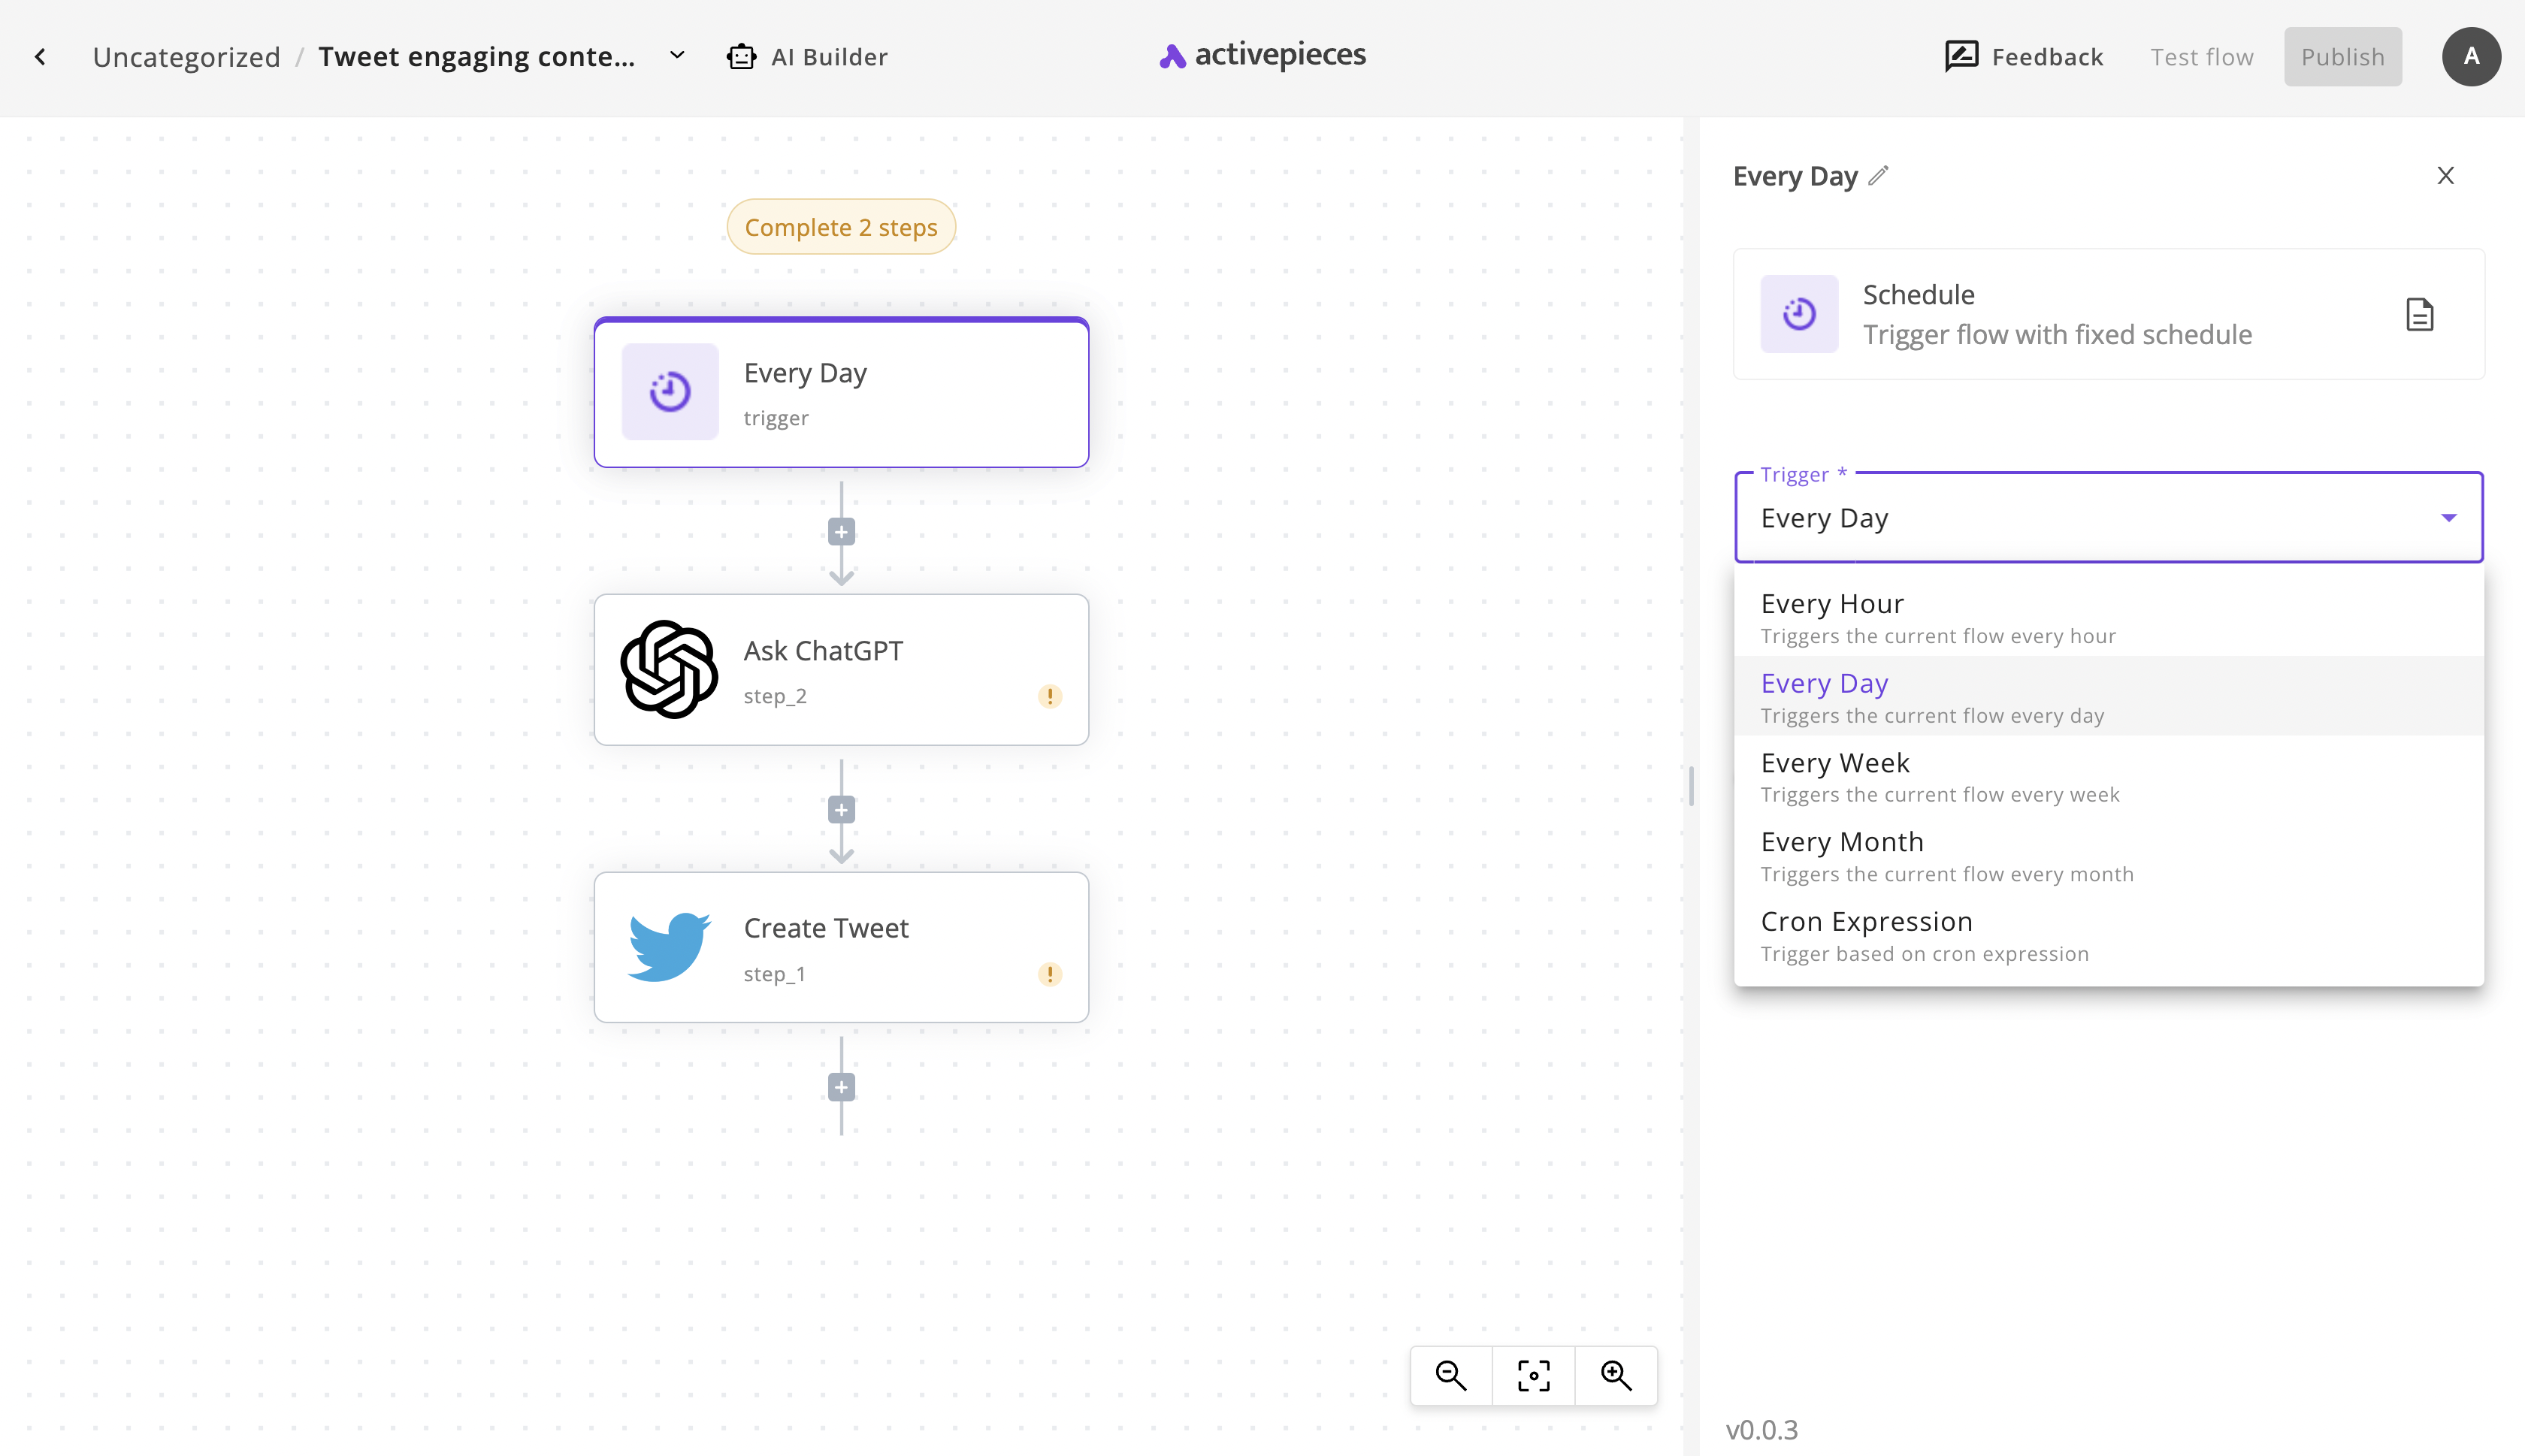 Uncategorized / Tweet engaging conte...
AI Builder
activepieces
Feedback
Test flow
Publish
A
Complete 2 steps
Every Day
trigger
Ask ChatGPT
step_2
Create Tweet
step_1
Every Day
Schedule
Trigger flow with fixed schedule
Trigger *
Every Day
Every Hour
Triggers the current flow every hour
Every Day
Triggers the current flow every day
Every Week
Triggers the current flow every week
Every Month
Triggers the current flow every month
Cron Expression
Trigger based on cron expression
v0.0.3